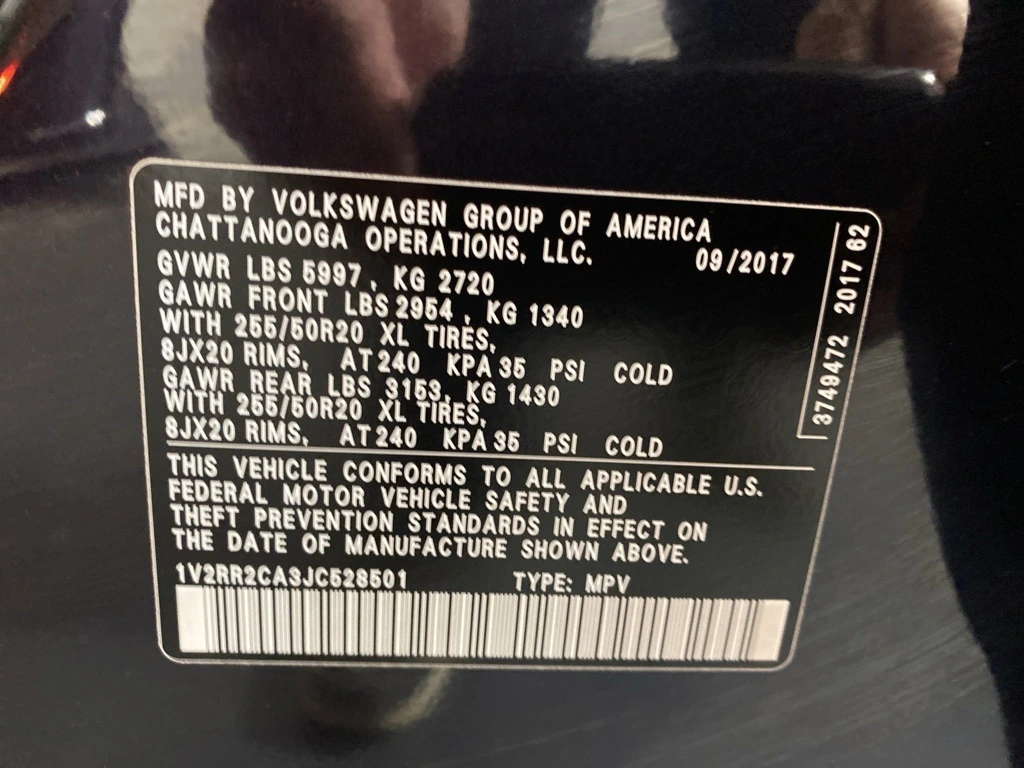 MFD BY VOLKSWAGEN GROUP OF AMERICA
CHATTANOOGA OPERATIONS, LLC. 09/2017
GVWR LBS 5997, KG 2720
GAWR FRONT LBS 2954, KG 1340
WITH 255/50R20 XL TIRES,
8JX20 RIMS, AT 240 KPA 35 PSI COLD
GAWR REAR LBS 3153, KG 1430
WITH 255/50R20 XL TIRES,
8JX20 RIMS, AT 240 KPA 35 PSI COLD
THIS VEHICLE CONFORMS TO ALL APPLICABLE U.S.
FEDERAL MOTOR VEHICLE SAFETY AND
THEFT PREVENTION STANDARDS IN EFFECT ON
THE DATE OF MANUFACTURE SHOWN ABOVE.
1V2RR2CA3JC528501 TYPE: MPV
3749472 2017 62